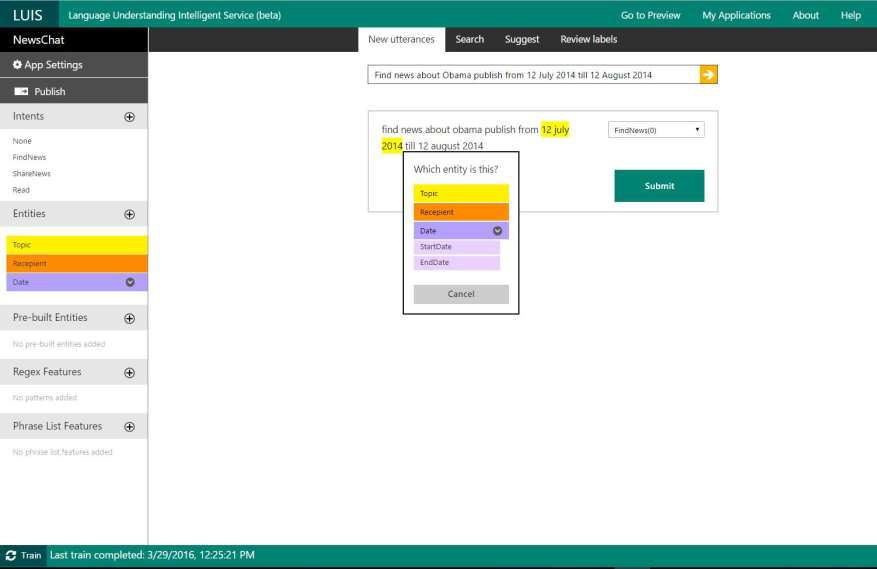 LUIS Language Understanding Intelligent Service (beta) Go to Preview My Applications About Help
NewsChat
New utterances Search Suggest Review labels
App Settings
Publish
Intents
None
FindNews
ShareNews
Read
Entities
Topic
Recepient
Date
Pre-built Entities
No pre-built entities added
Regex Features
No patterns added
Phrase List Features
No phrase list features added
Find news about Obama publish from 12 July 2014 till 12 August 2014
find news about obama publish from 12 july
2014 till 12 august 2014
FindNews(0)
Submit
Which entity is this?
Topic
Recepient
Date
StartDate
EndDate
Cancel
Train Last train completed: 3/29/2016, 12:25:21 PM